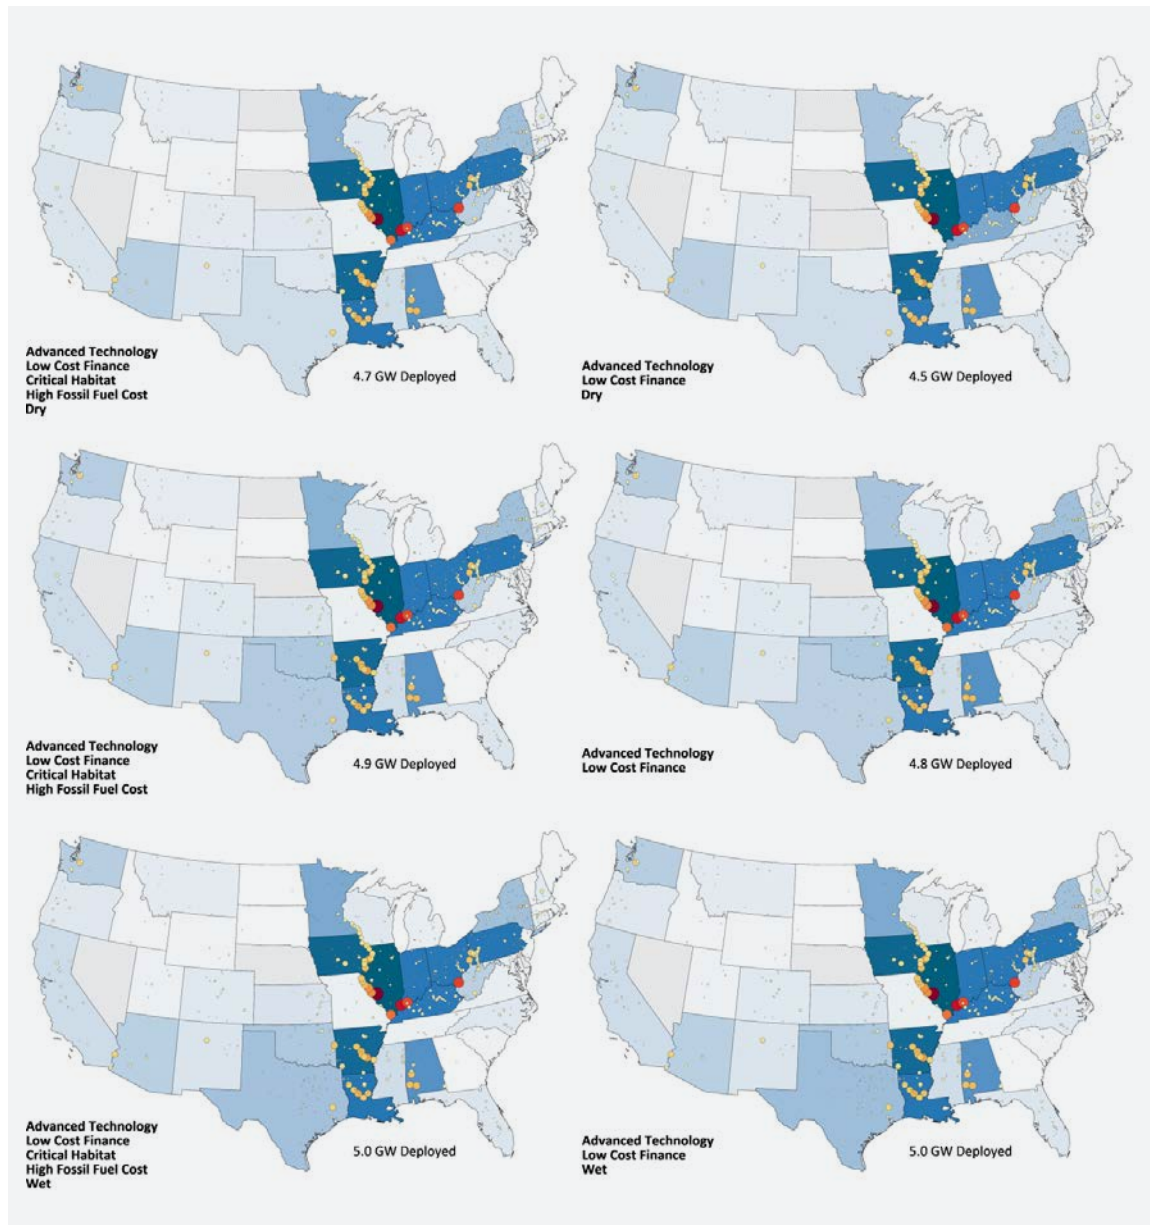 Advanced Technology
Low Cost Finance
Critical Habitat
High Fossil Fuel Cost
Dry
4.7 GW Deployed
Advanced Technology
Low Cost Finance
Dry
4.5 GW Deployed
Advanced Technology
Low Cost Finance
Critical Habitat
High Fossil Fuel Cost
4.9 GW Deployed
Advanced Technology
Low Cost Finance
4.8 GW Deployed
Advanced Technology
Low Cost Finance
Critical Habitat
High Fossil Fuel Cost
Wet
5.0 GW Deployed
Advanced Technology
Low Cost Finance
Wet
5.0 GW Deployed